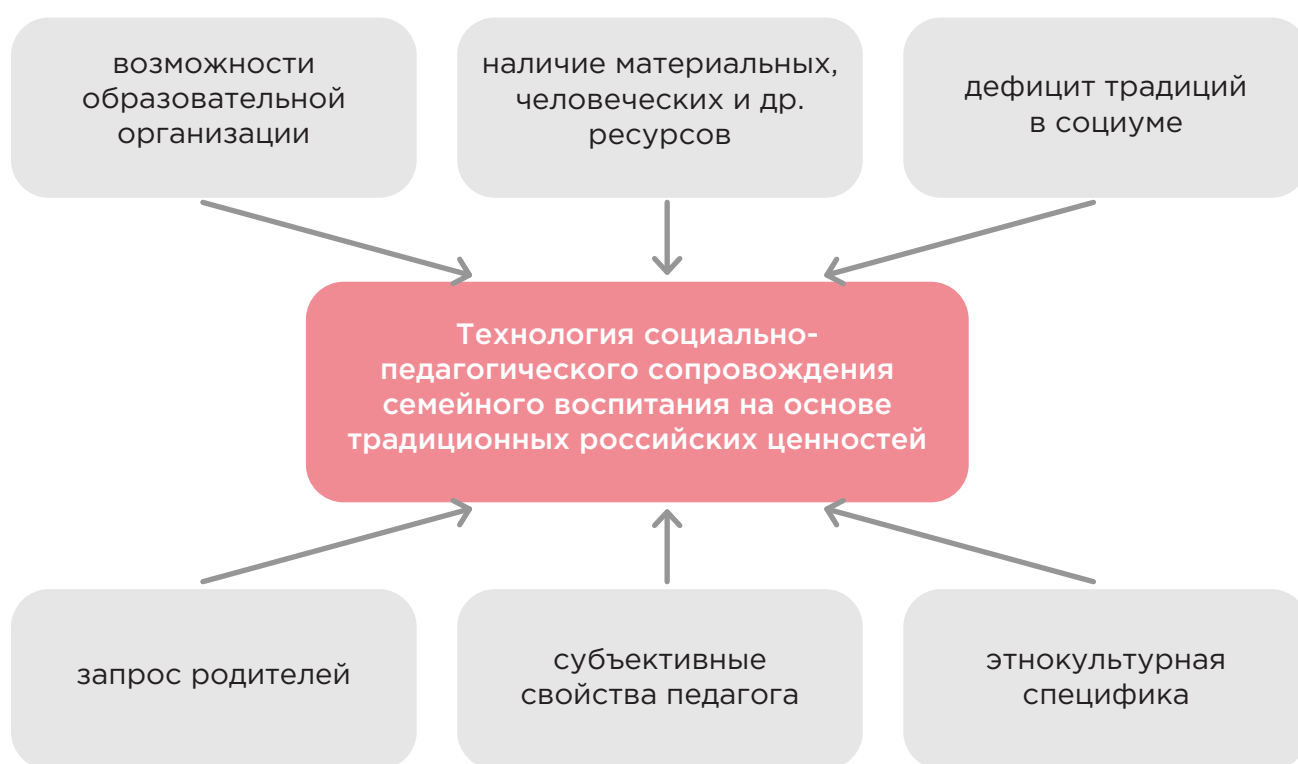 возможности
образовательной
организации
наличие материальных,
человеческих и др.
ресурсов
дефицит традиций
в социуме
Технология социально-
педагогического сопровождения
семейного воспитания на основе
традиционных российских ценностей
запрос родителей
субъективные
свойства педагога
этнокультурная
специфика